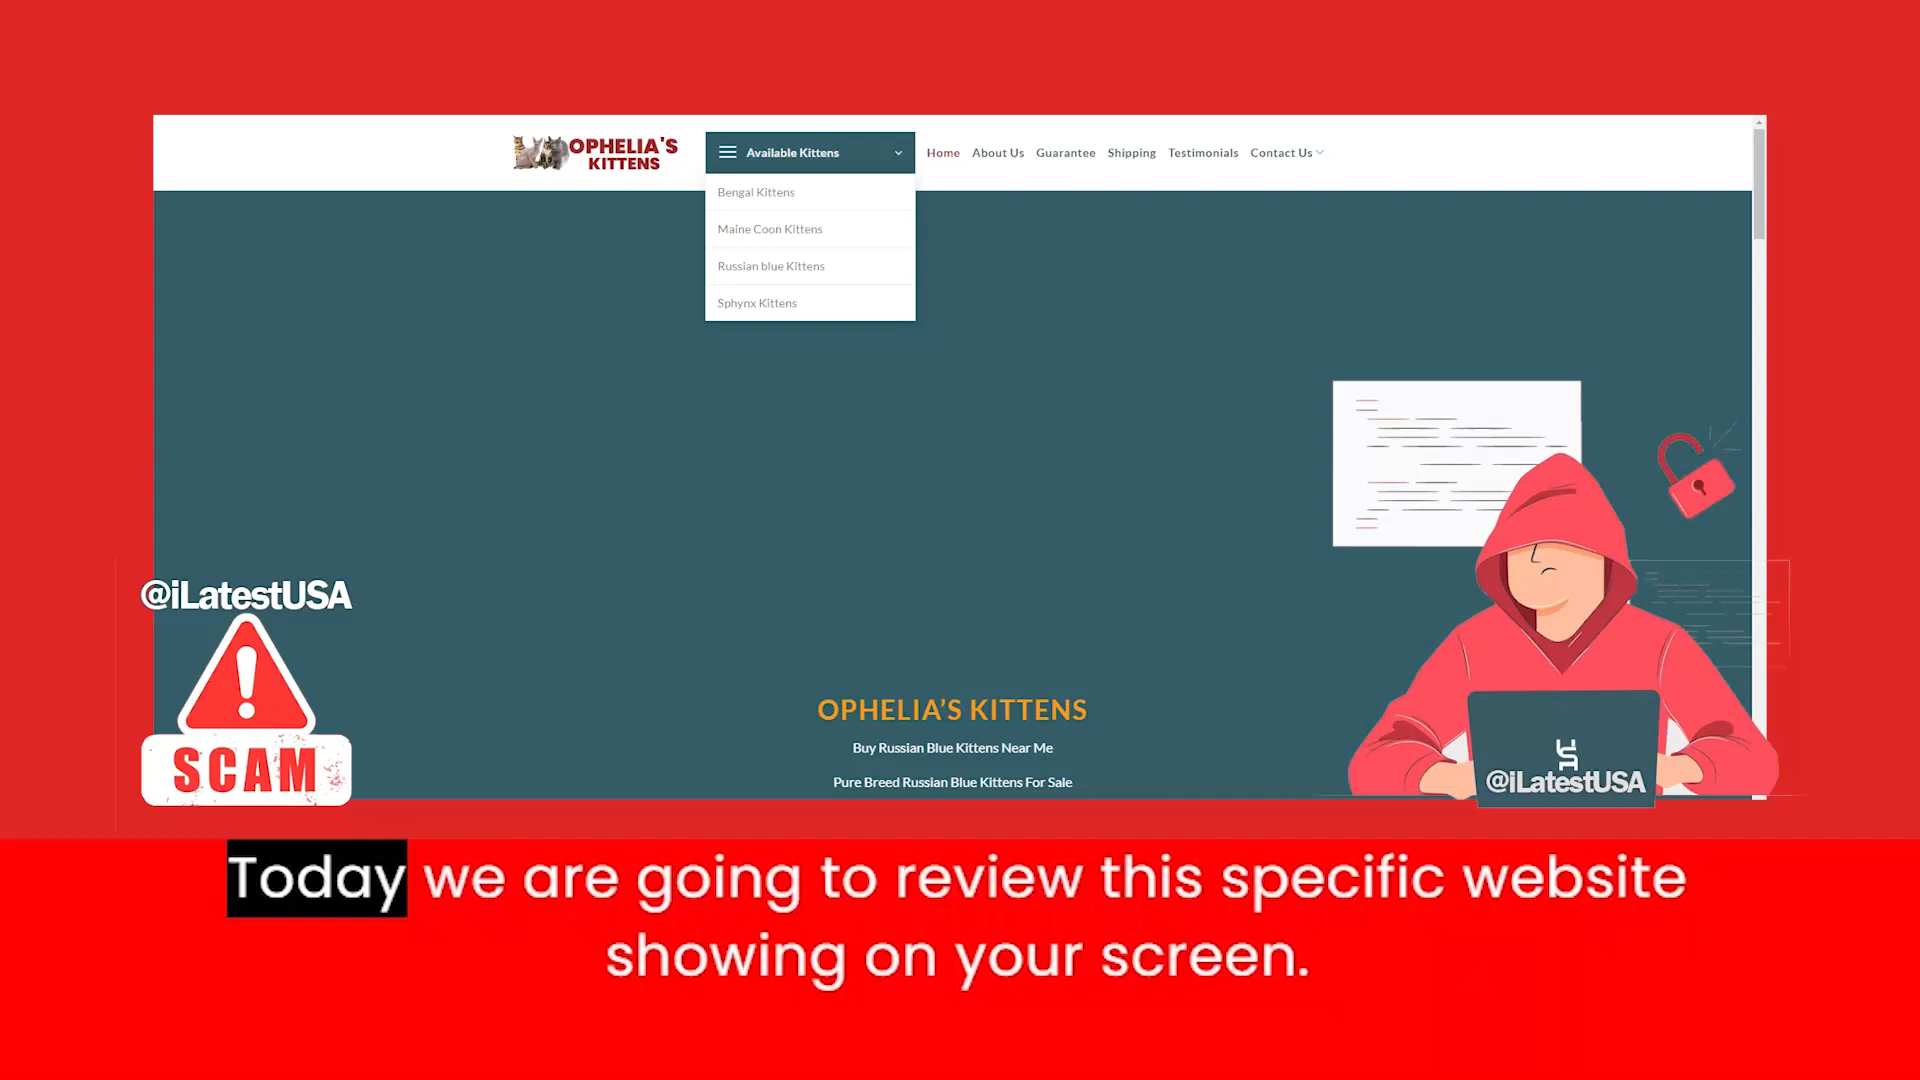 OPHELIA'S
KITTENS
Available Kittens
Home About Us Guarantee Shipping Testimonials Contact Us
Bengal Kittens
Maine Coon Kittens
Russian blue Kittens
Sphynx Kittens
@iLatestUSA
SCAM
OPHELIA'S KITTENS
Buy Russian Blue Kittens Near Me
Pure Breed Russian Blue Kittens For Sale
@iLatestUSA
Today we are going to review this specific website
showing on your screen.